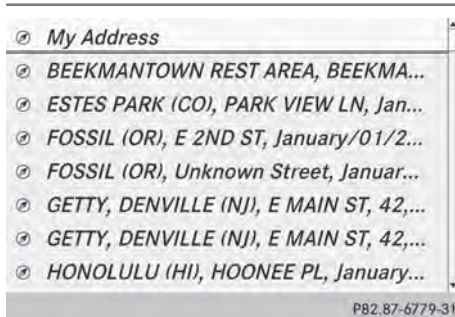 My Address
BEEKMANTOWN REST AREA, BEEKMA...
ESTES PARK (CO), PARK VIEW LN, Jan...
FOSSIL (OR), E 2ND ST, January/01/2...
FOSSIL (OR), Unknown Street, Januar...
GETTY, DENVILLE (NJ), E MAIN ST, 42,...
GETTY, DENVILLE (NJ), E MAIN ST, 42,...
HONOLULU (HI), HOONEE PL, January...
P82.87-6779-31